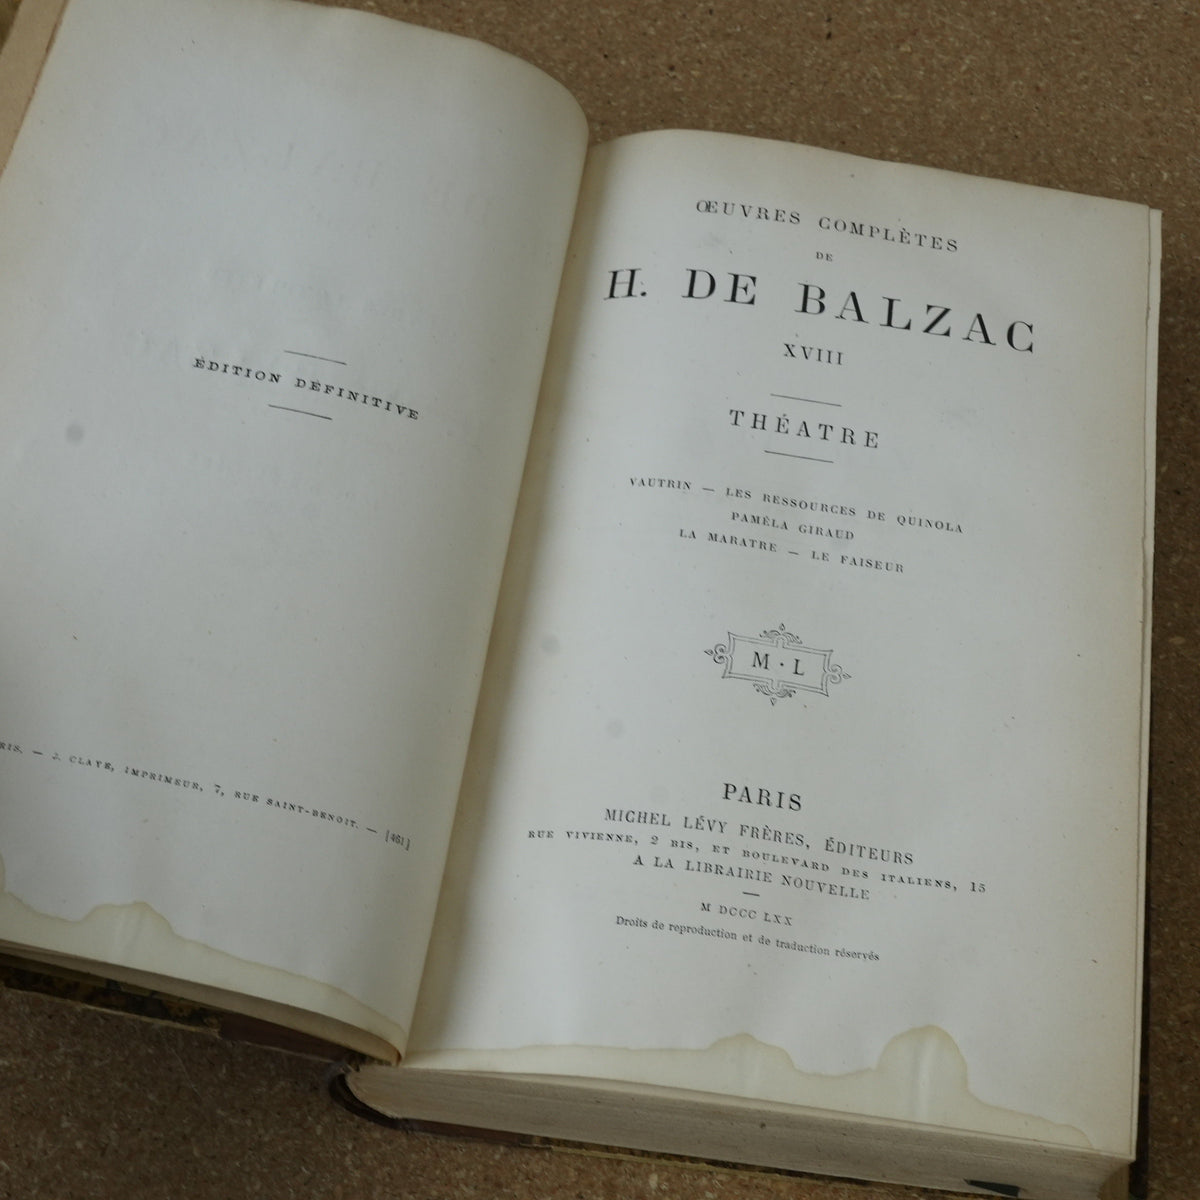 ÉDITION DÉFINITIVE
RIS. — J. CLAYE, IMPRIMEUR, 7, RUE SAINT-BENOIT. — [461]
ŒUVRES COMPLÈTES
DE
H. DE BALZAC
XVIII
THÉATRE
VAUTRIN — LES RESSOURCES DE QUINOLA
PAMÉLA GIRAUD
LA MARATRE — LE FAISEUR
M · L
PARIS
MICHEL LÉVY FRÈRES, ÉDITEURS
RUE VIVIENNE, 2 BIS, ET BOULEVARD DES ITALIENS, 15
A LA LIBRAIRIE NOUVELLE
M DCCC LXX
Droits de reproduction et de traduction réservés